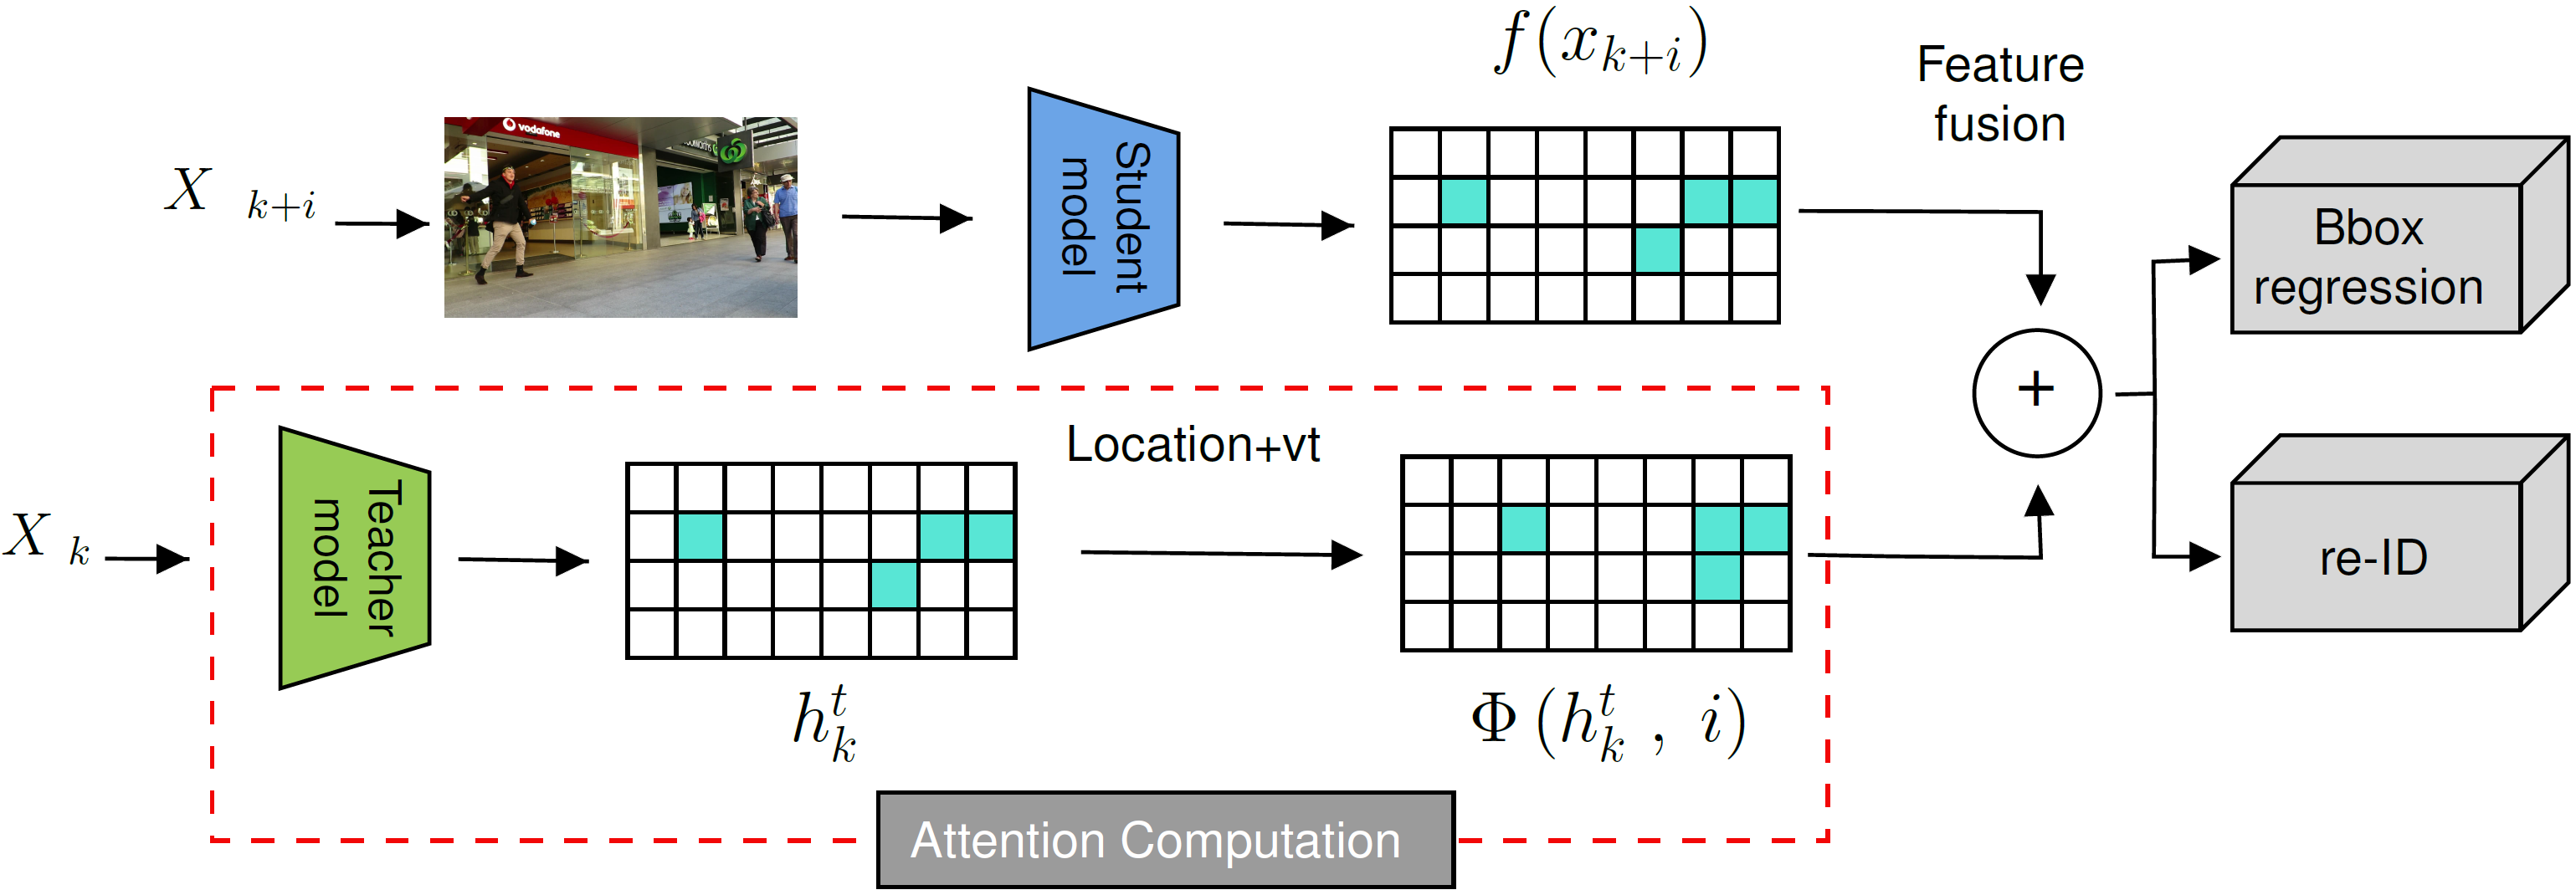 f(x_{k+i})
Feature
fusion
vodafone
X_{k+i}
Student
model
Bbox
regression
+
Location+vt
X_k
Teacher
model
re-ID
h_k^t
Φ(h_k^t, i)
Attention Computation